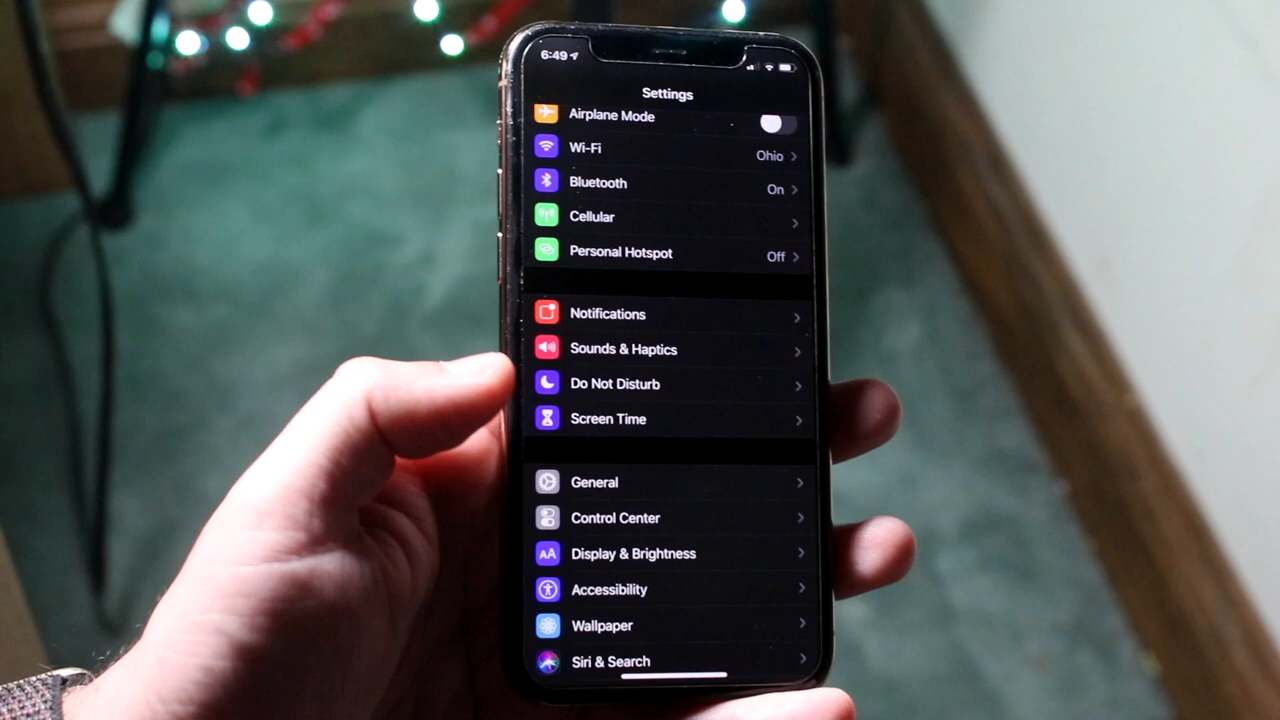 6:49
Settings
Airplane Mode
Wi-Fi Ohio
Bluetooth On
Cellular
Personal Hotspot Off
Notifications
Sounds & Haptics
Do Not Disturb
Screen Time
General
Control Center
AA Display & Brightness
Accessibility
Wallpaper
Siri & Search